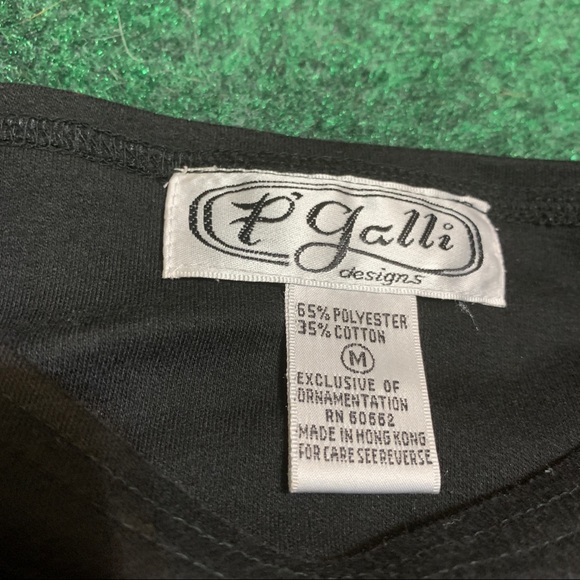 P'galli
designs
65% POLYESTER
35% COTTON
M
EXCLUSIVE OF
ORNAMENTATION
RN 60662
MADE IN HONG KONG
FOR CARE SEE REVERSE